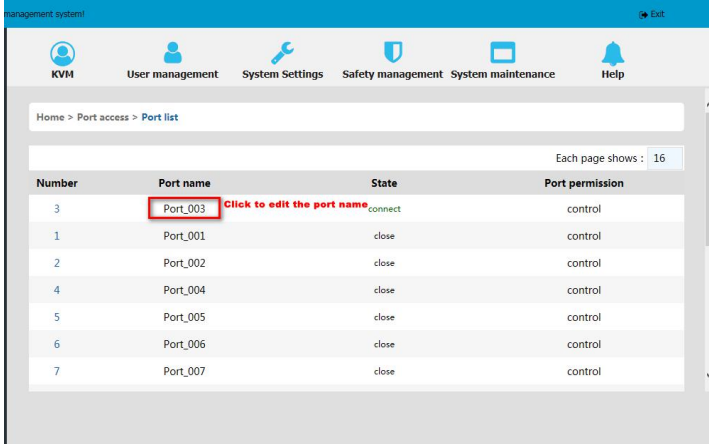 management system!
Exit
KVM User management System Settings Safety management System maintenance Help
Home > Port access > Port list
Each page shows : 16
Number Port name State Port permission
3 Port_003 Click to edit the port name connect control
1 Port_001 close control
2 Port_002 close control
4 Port_004 close control
5 Port_005 close control
6 Port_006 close control
7 Port_007 close control